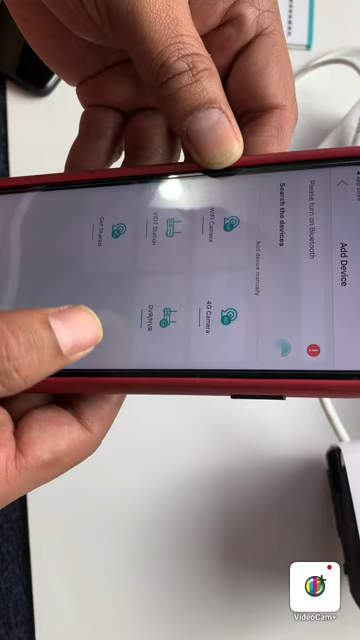 Add Device
Please turn on Bluetooth
Search the devices
Add device manually
WiFi Camera
4G Camera
VIOT Station
DVR/NVR
Get Shared
VideoCam+